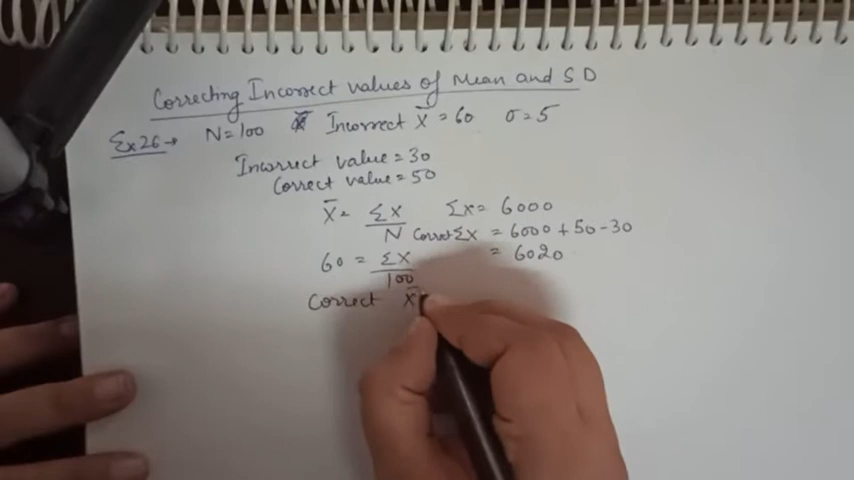 Correcting Incorrect values of Mean and S D
Ex 26 → N = 100 Incorrect X̄ = 60 σ = 5
Incorrect value = 30
Correct value = 50
X̄ = ΣX / N ΣX = 6000
Correct ΣX = 6000 + 50 - 30
60 = ΣX / 100 = 6020
Correct X̄